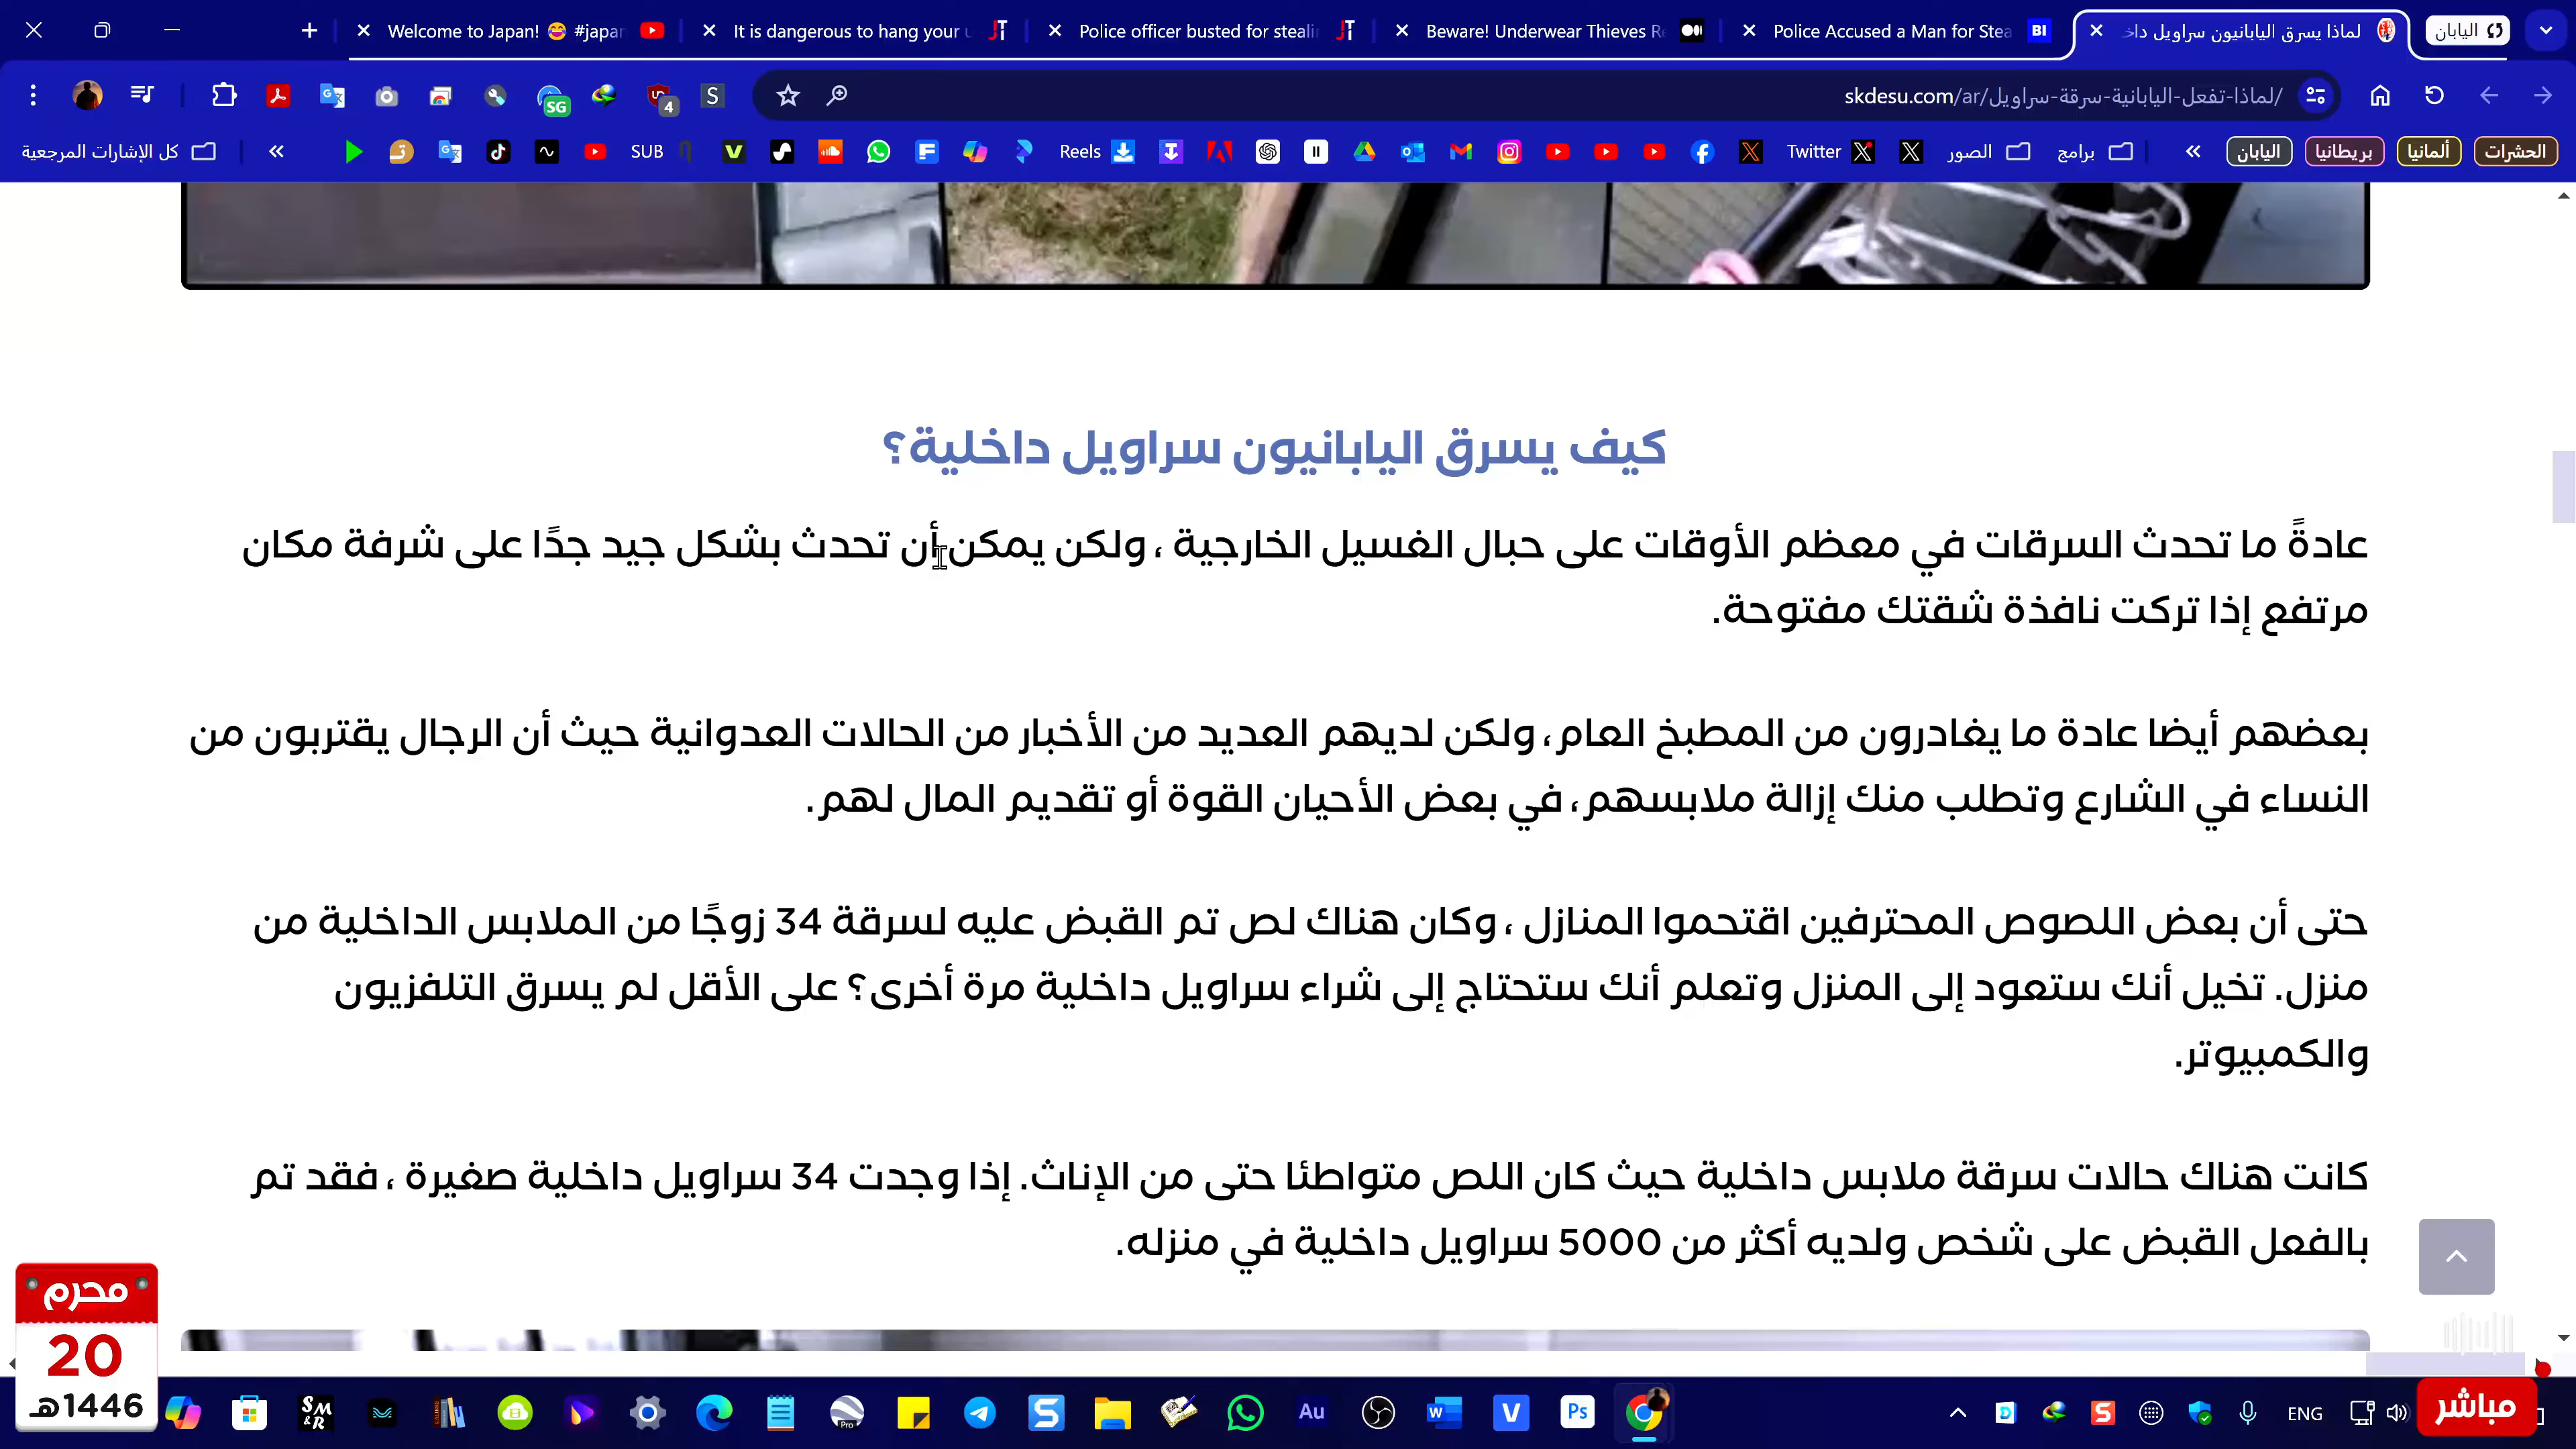 اليابان
لماذا يسرق اليابانيون سراويل داخ
Police Accused a Man for Stea
Beware! Underwear Thieves Re
Police officer busted for stealin
It is dangerous to hang your u
Welcome to Japan! 😂 #japan
skdesu.com/ar/لماذا-تفعل-اليابانية-سرقة-سراويل/
SG
4
S
الحشرات
ألمانيا
بريطانيا
اليابان
برامج
الصور
Twitter
Reels
SUB
كل الإشارات المرجعية
كيف يسرق اليابانيون سراويل داخلية؟
عادةً ما تحدث السرقات في معظم الأوقات على حبال الغسيل الخارجية ، ولكن يمكن أن تحدث بشكل جيد جدًا على شرفة مكان
مرتفع إذا تركت نافذة شقتك مفتوحة.
بعضهم أيضا عادة ما يغادرون من المطبخ العام، ولكن لديهم العديد من الأخبار من الحالات العدوانية حيث أن الرجال يقتربون من
النساء في الشارع وتطلب منك إزالة ملابسهم، في بعض الأحيان القوة أو تقديم المال لهم.
حتى أن بعض اللصوص المحترفين اقتحموا المنازل ، وكان هناك لص تم القبض عليه لسرقة 34 زوجًا من الملابس الداخلية من
منزل. تخيل أنك ستعود إلى المنزل وتعلم أنك ستحتاج إلى شراء سراويل داخلية مرة أخرى؟ على الأقل لم يسرق التلفزيون
والكمبيوتر.
كانت هناك حالات سرقة ملابس داخلية حيث كان اللص متواطئا حتى من الإناث. إذا وجدت 34 سراويل داخلية صغيرة ، فقد تم
بالفعل القبض على شخص ولديه أكثر من 5000 سراويل داخلية في منزله.
محرم
20
1446هـ
مباشر
ENG